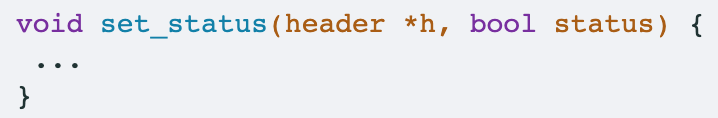 void set_status(header *h, bool status) {
 ...
}